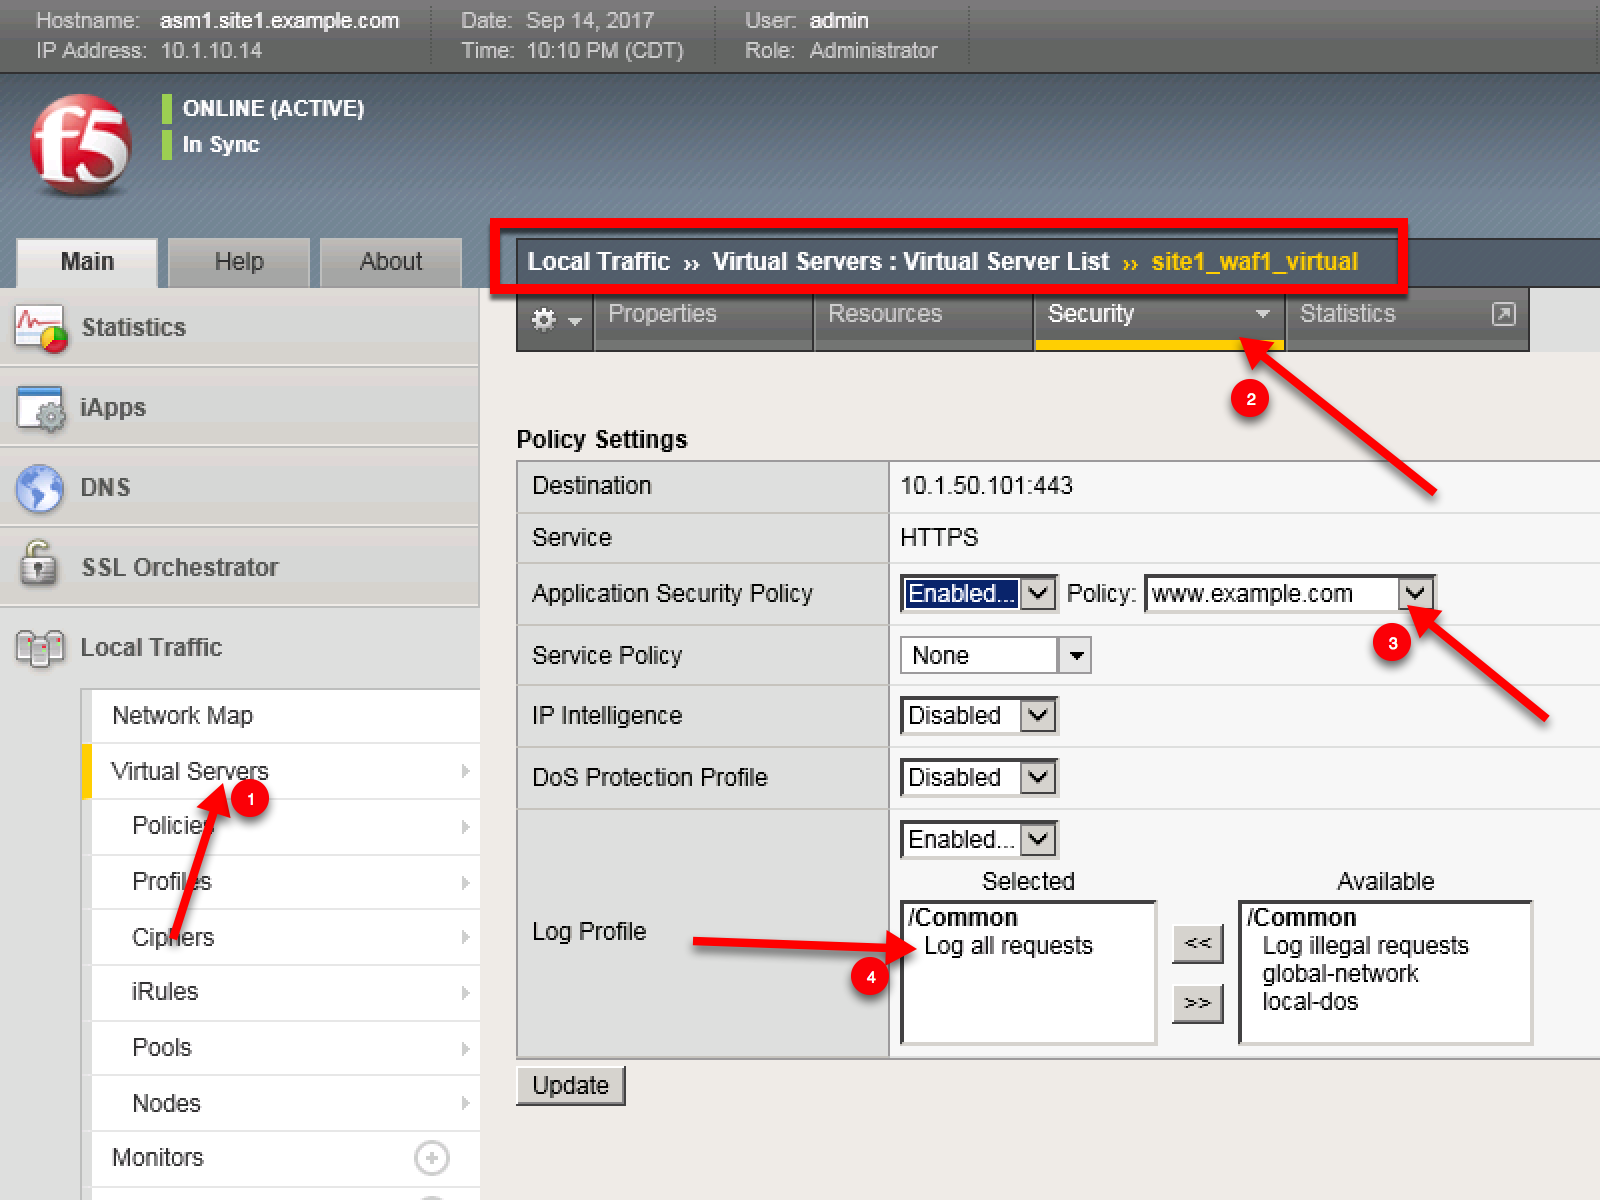 Hostname: asm1.site1.example.com Date: Sep 14, 2017 User: admin
IP Address: 10.1.10.14 Time: 10:10 PM (CDT) Role: Administrator
f5
ONLINE (ACTIVE)
In Sync
Main Help About
Local Traffic ›› Virtual Servers : Virtual Server List ›› site1_waf1_virtual
Properties Resources Security Statistics
2
Statistics
iApps
DNS
SSL Orchestrator
Local Traffic
Network Map
Virtual Servers
1
Policies
Profiles
Ciphers
iRules
Pools
Nodes
Monitors
Policy Settings
Destination 10.1.50.101:443
Service HTTPS
Application Security Policy Enabled... Policy: www.example.com
3
Service Policy None
IP Intelligence Disabled
DoS Protection Profile Disabled
Log Profile Enabled...
Selected Available
/Common /Common
Log all requests << Log illegal requests
4 global-network
>> local-dos
Update